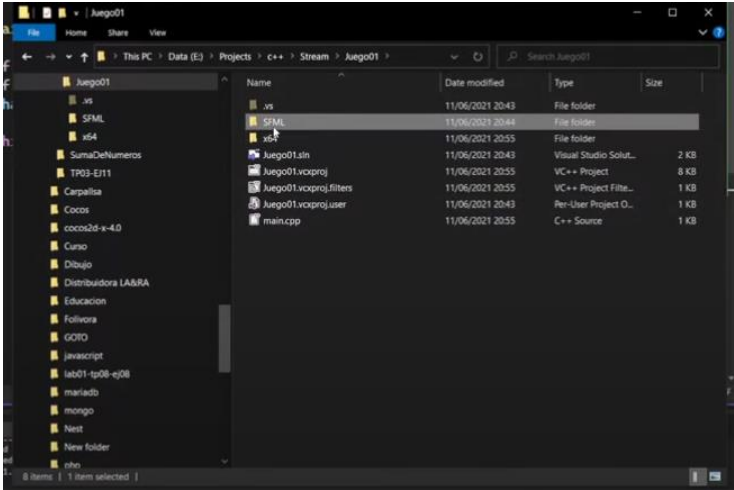 Juego01
File Home Share View
This PC > Data (E:) > Projects > c++ > Stream > Juego01 >
Search Juego01
Name Date modified Type Size
.vs 11/06/2021 20:43 File folder
SFML 11/06/2021 20:44 File folder
x64 11/06/2021 20:55 File folder
Juego01.sln 11/06/2021 20:43 Visual Studio Solut... 2 KB
Juego01.vcxproj 11/06/2021 20:55 VC++ Project 8 KB
Juego01.vcxproj.filters 11/06/2021 20:55 VC++ Project Filte... 1 KB
Juego01.vcxproj.user 11/06/2021 20:43 Per-User Project O... 1 KB
main.cpp 11/06/2021 20:55 C++ Source 1 KB
Juego01
.vs
SFML
x64
SumaDeNumeros
TP03-EJ11
Carpallsa
Cocos
cocos2d-x-4.0
Curso
Dibujo
Distribuidora LA&RA
Educacion
Folivora
GOTO
javascript
lab01-tp08-ej08
mariadb
mongo
Nest
New folder
php
8 items 1 item selected